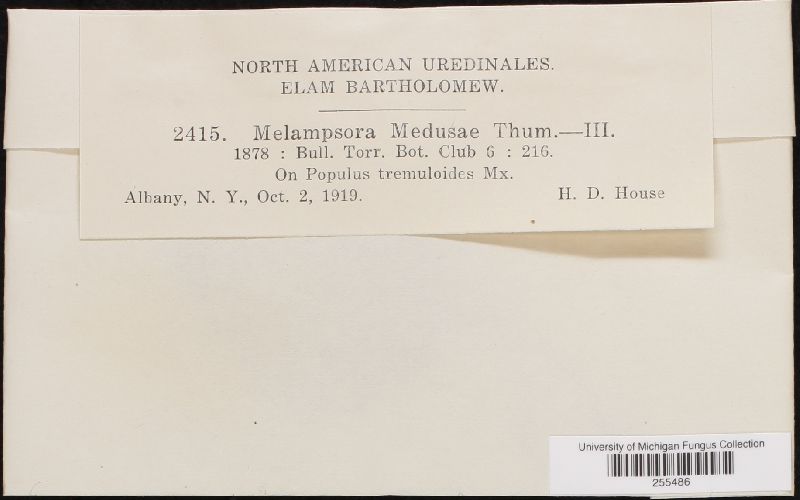 NORTH AMERICAN UREDINALES.
ELAM BARTHOLOMEW.
2415. Melampsora Medusae Thum.—III.
1878 : Bull. Torr. Bot. Club 6 : 216.
On Populus tremuloides Mx.
Albany, N. Y., Oct. 2, 1919. H. D. House
University of Michigan Fungus Collection
255486